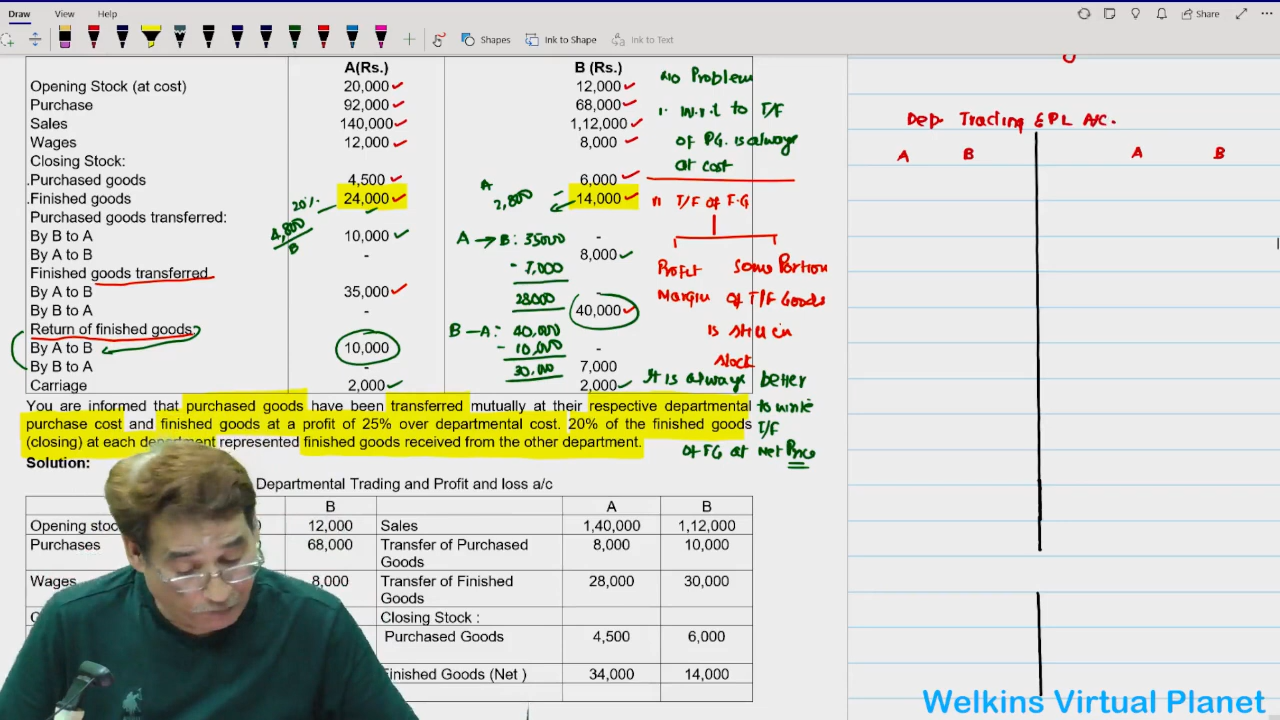 Draw View Help
Share
Shapes Ink to Shape Ink to Text
A(Rs.) B (Rs.)
Opening Stock (at cost) 20,000 12,000
Purchase 92,000 68,000
Sales 140,000 1,12,000
Wages 12,000 8,000
Closing Stock:
Purchased goods 4,500 6,000
Finished goods 24,000 14,000
Purchased goods transferred:
By B to A 10,000 -
By A to B - 8,000
Finished goods transferred
By A to B 35,000
By B to A - 40,000
Return of finished goods:
By A to B 10,000 -
By B to A - 7,000
Carriage 2,000 2,000
20%
4,800
B
A
2,800
A → B: 35000
- 7,000
28000
B - A: 40,000
- 10,000
30,000
No Problem
1. w.r.t to T/F
of PG. is always
at cost
11 T/F of F.G
Profit Some Portion
Margin of T/F Goods
is still in
stock
It is always better
to write
T/F
of FG at net Price
You are informed that purchased goods have been transferred mutually at their respective departmental
purchase cost and finished goods at a profit of 25% over departmental cost. 20% of the finished goods
(closing) at each department represented finished goods received from the other department.
Solution:
Departmental Trading and Profit and loss a/c
B A B
Opening stoc 12,000 Sales 1,40,000 1,12,000
Purchases 68,000 Transfer of Purchased Goods 8,000 10,000
Wages 8,000 Transfer of Finished Goods 28,000 30,000
Closing Stock :
Purchased Goods 4,500 6,000
Finished Goods (Net ) 34,000 14,000
Dep. Trading & P L A/C.
A B A B
Welkins Virtual Planet